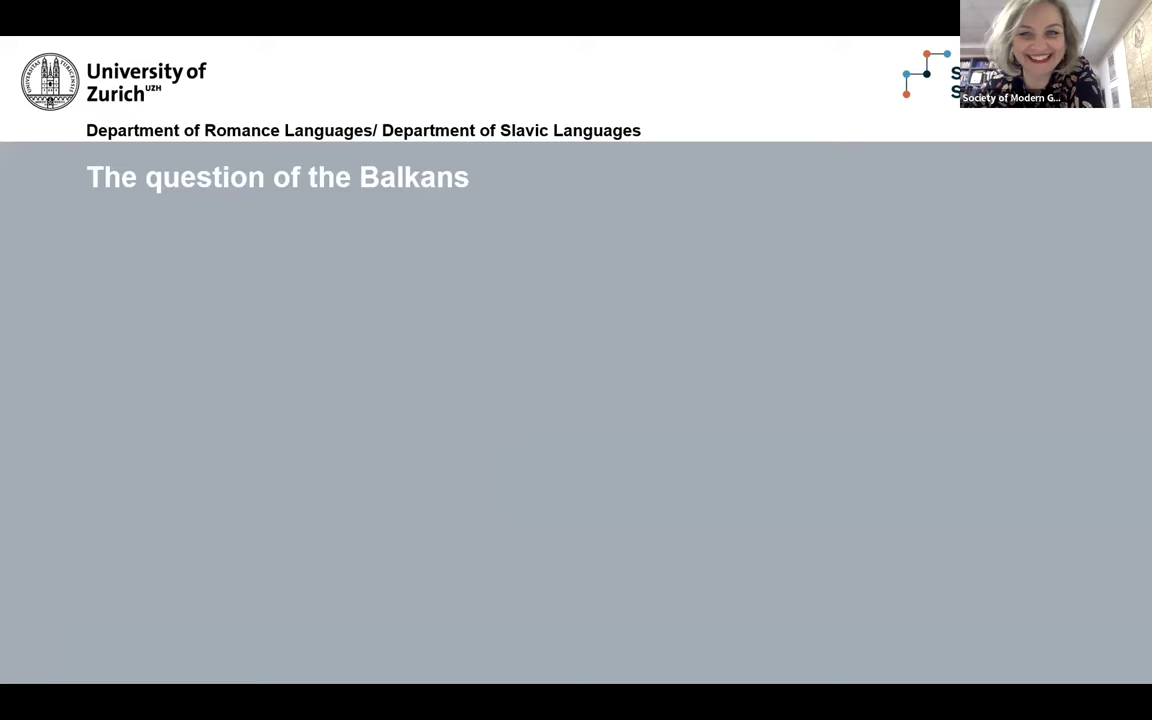 University of
Zurich UZH
S
S
Society of Modern G...
Department of Romance Languages/ Department of Slavic Languages
The question of the Balkans